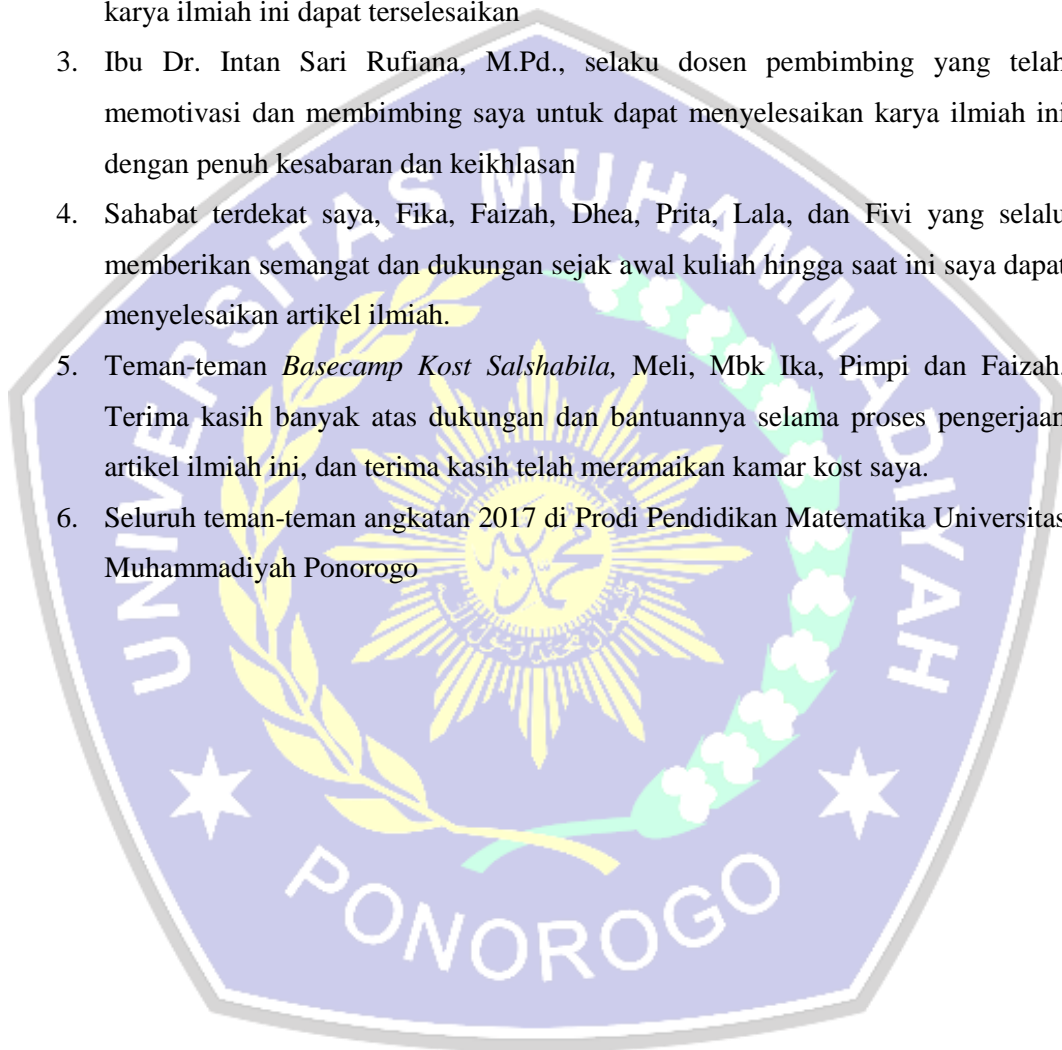 karya ilmiah ini dapat terselesaikan
3. Ibu Dr. Intan Sari Rufiana, M.Pd., selaku dosen pembimbing yang telah
memotivasi dan membimbing saya untuk dapat menyelesaikan karya ilmiah ini
dengan penuh kesabaran dan keikhlasan
4. Sahabat terdekat saya, Fika, Faizah, Dhea, Prita, Lala, dan Fivi yang selalu
memberikan semangat dan dukungan sejak awal kuliah hingga saat ini saya dapat
menyelesaikan artikel ilmiah.
5. Teman-teman Basecamp Kost Salshabila, Meli, Mbk Ika, Pimpi dan Faizah.
Terima kasih banyak atas dukungan dan bantuannya selama proses pengerjaan
artikel ilmiah ini, dan terima kasih telah meramaikan kamar kost saya.
6. Seluruh teman-teman angkatan 2017 di Prodi Pendidikan Matematika Universitas
Muhammadiyah Ponorogo
UNIVERSITAS MUHAMMADIYAH
PONOROGO